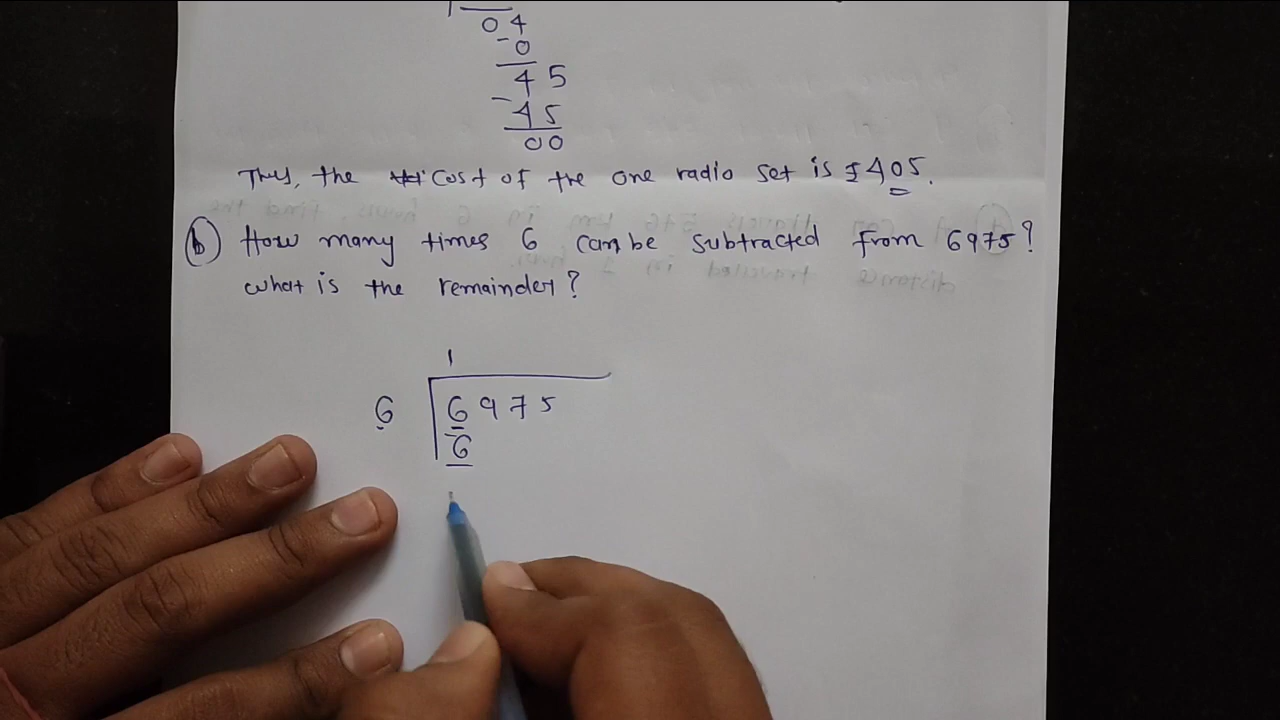 04
-0
45
-45
00
Thus, the cost of the one radio set is ₹405.
(b) How many times 6 can be subtracted from 6975?
what is the remainder?
1
6 6975
-6